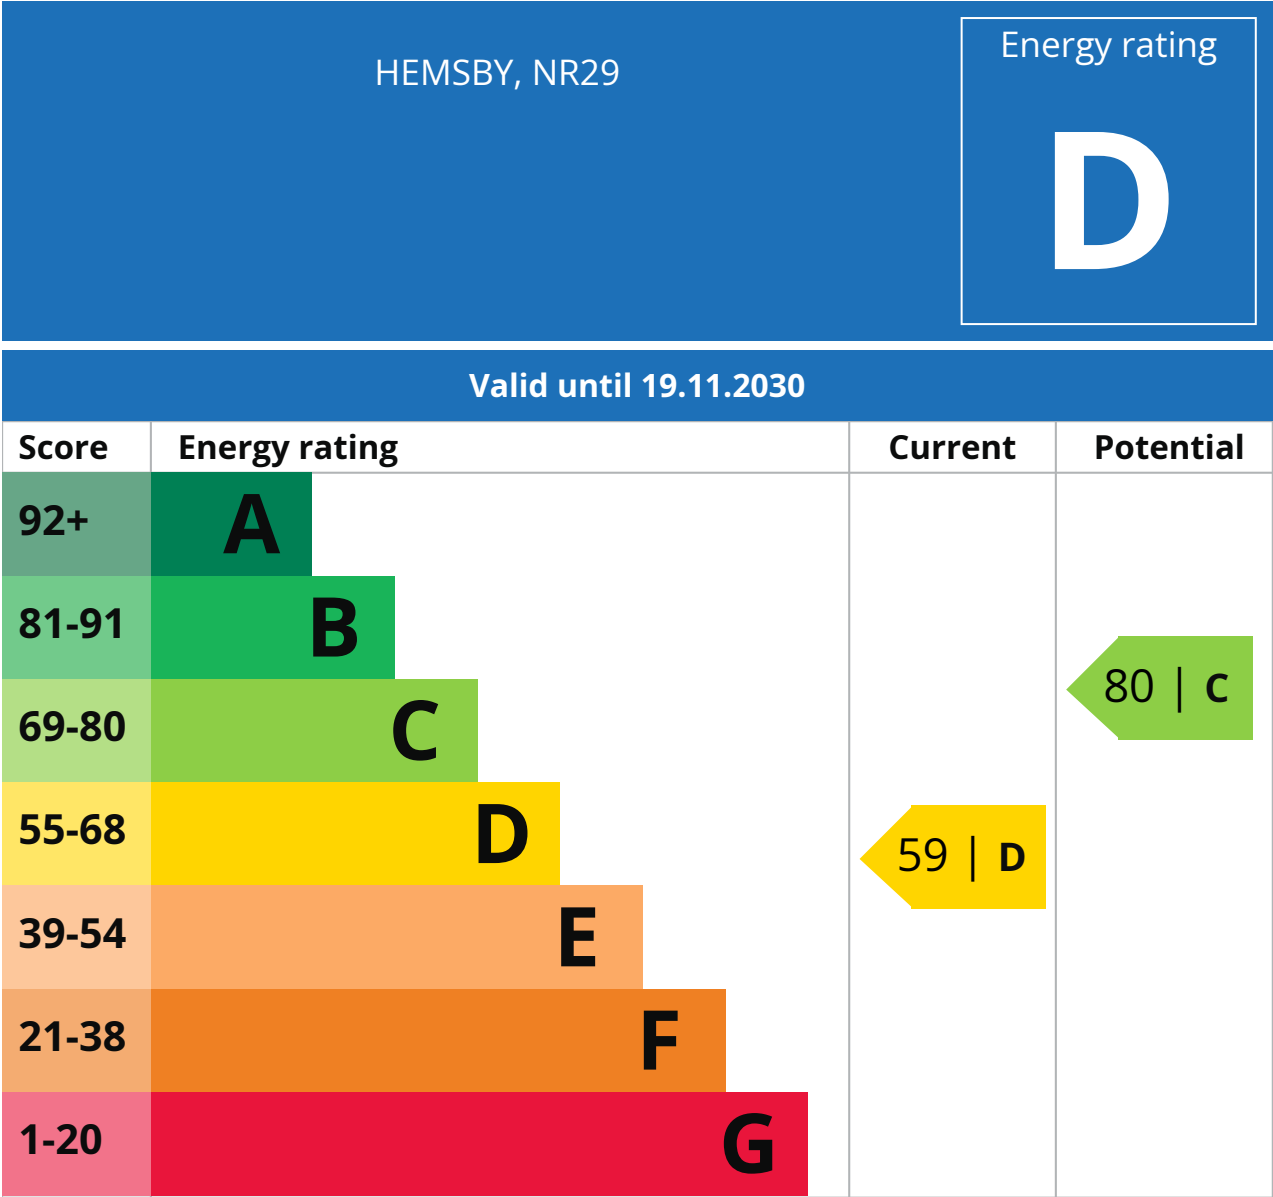 HEMSBY, NR29
Energy rating
D
Valid until 19.11.2030
Score Energy rating Current Potential
92+ A
81-91 B
69-80 C
80 | C
55-68 D
59 | D
39-54 E
21-38 F
1-20 G